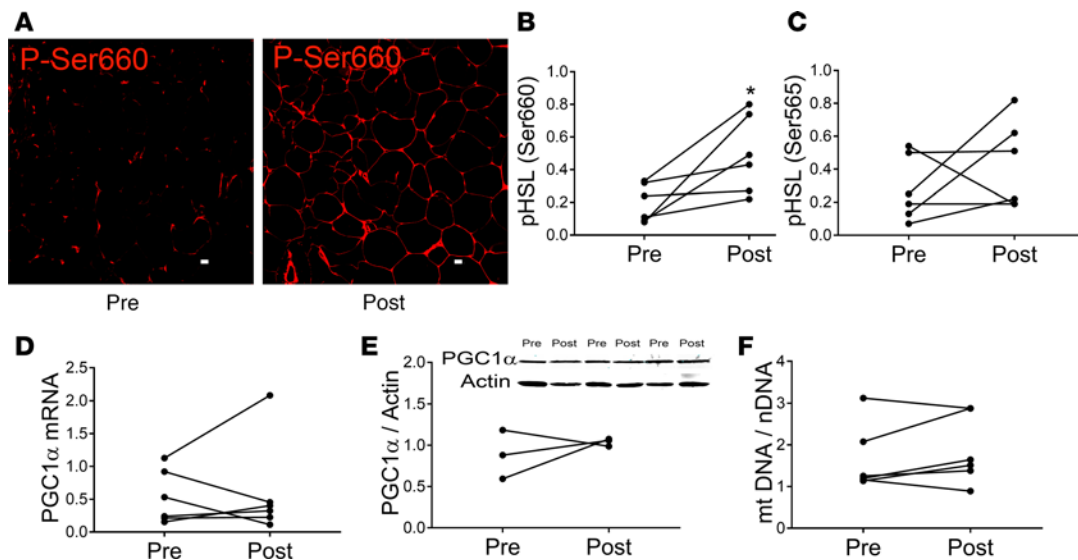 A
P-Ser660
Pre
P-Ser660
Post
B
pHSL (Ser660)
1.0
0.8
0.6
0.4
0.2
0.0
*
Pre Post
C
pHSL (Ser565)
1.0
0.8
0.6
0.4
0.2
0.0
Pre Post
D
PGC1α mRNA
2.5
2.0
1.5
1.0
0.5
0.0
Pre Post
E
PGC1α / Actin
2.0
1.5
1.0
0.5
0.0
Pre Post Pre Post Pre Post
PGC1α
Actin
Pre Post
F
mt DNA / nDNA
4
3
2
1
0
Pre Post